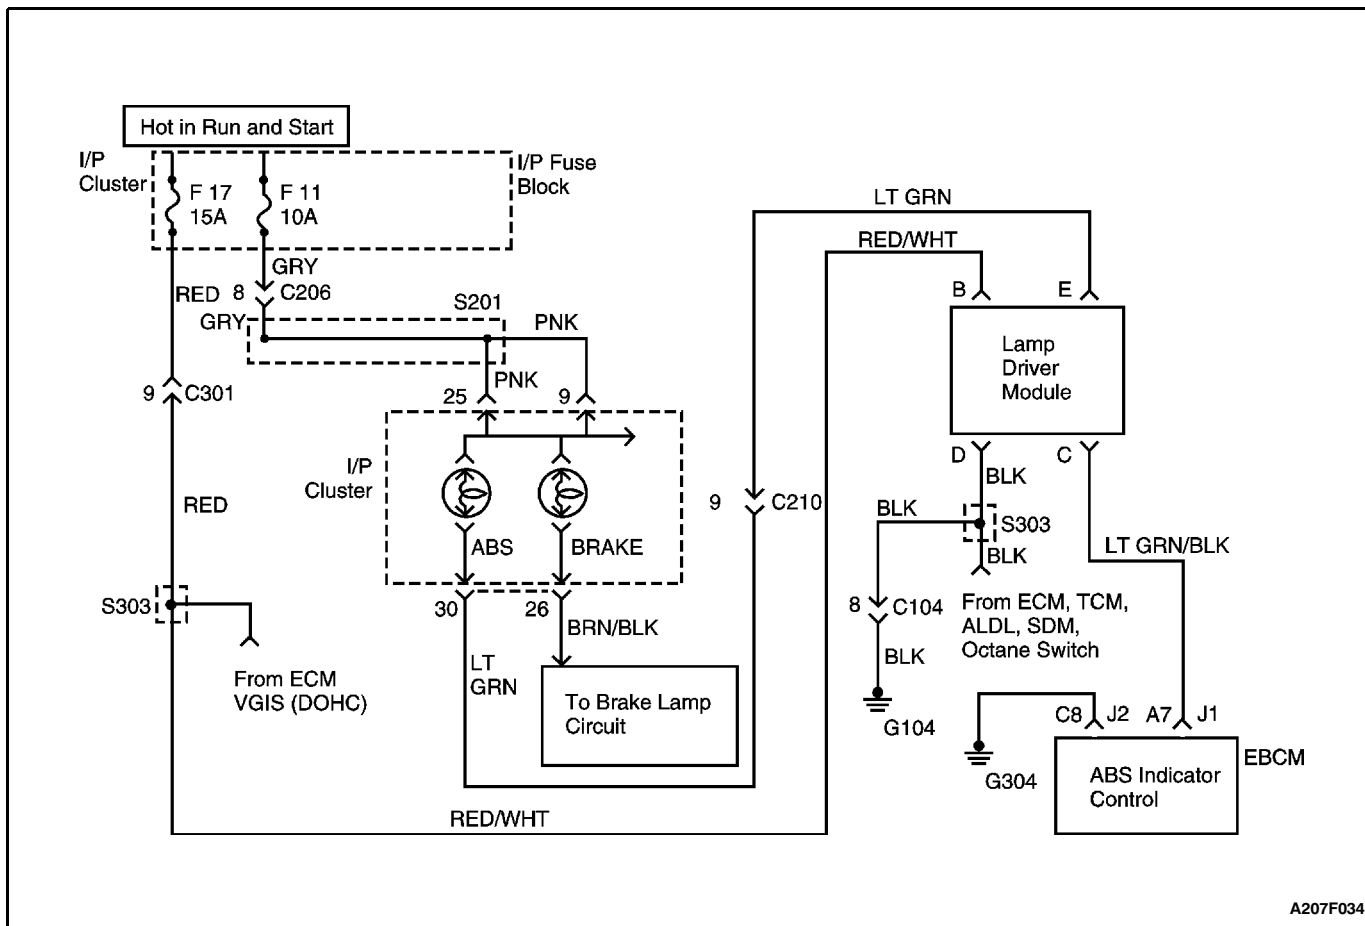 Hot in Run and Start
I/P
Cluster
F 17
15A
F 11
10A
I/P Fuse
Block
GRY
RED
8
C206
GRY
S201
PNK
PNK
9
C301
25
9
I/P
Cluster
RED
ABS
BRAKE
S303
30
26
BRN/BLK
From ECM
VGIS (DOHC)
LT
GRN
To Brake Lamp
Circuit
RED/WHT
LT GRN
RED/WHT
B
E
Lamp
Driver
Module
D
C
9
C210
BLK
BLK
S303
BLK
LT GRN/BLK
8
C104
From ECM, TCM,
ALDL, SDM,
Octane Switch
BLK
G104
C8
J2
A7
J1
G304
ABS Indicator
Control
EBCM
A207F034